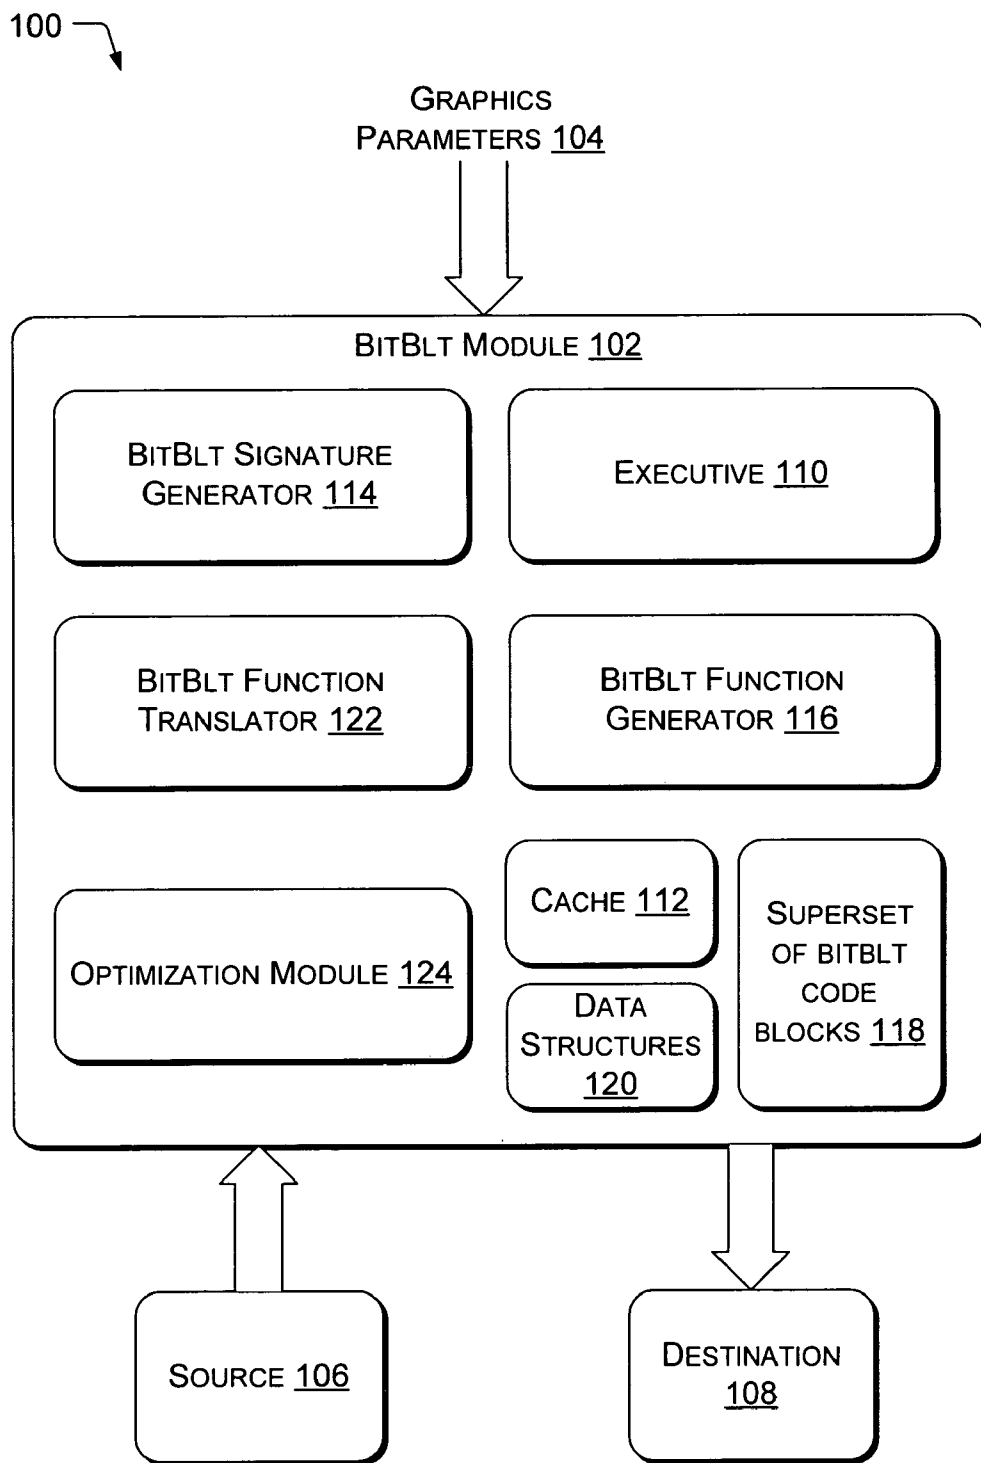 100
GRAPHICS
PARAMETERS 104
BITBLT MODULE 102
BITBLT SIGNATURE
GENERATOR 114
EXECUTIVE 110
BITBLT FUNCTION
TRANSLATOR 122
BITBLT FUNCTION
GENERATOR 116
OPTIMIZATION MODULE 124
CACHE 112
DATA
STRUCTURES
120
SUPERSET
OF BITBLT
CODE
BLOCKS 118
SOURCE 106
DESTINATION
108